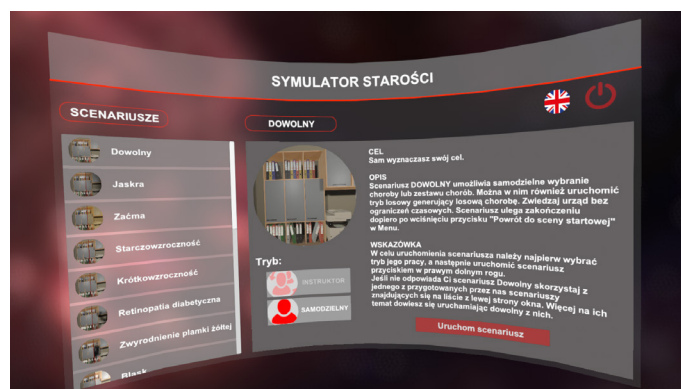 SYMULATOR STAROŚCI
SCENARIUSZE
Dowolny
Jaskra
Zaćma
Starczowzroczność
Krótkowzroczność
Retinopatia diabetyczna
Zwyrodnienie plamki żółtej
Blask
DOWOLNY
CEL
Sam wyznaczasz swój cel.
OPIS
Scenariusz DOWOLNY umożliwia samodzielne wybranie
choroby lub zestawu chorób. Można w nim również uruchomić
tryb losowy generujący losową chorobę. Zwiedzaj urząd bez
ograniczeń czasowych. Scenariusz ulega zakończeniu
dopiero po wciśnięciu przycisku "Powrót do sceny startowej"
w Menu.
WSKAZÓWKA
W celu uruchomienia scenariusza należy najpierw wybrać
tryb jego pracy, a następnie uruchomić scenariusz
przyciskiem w prawym dolnym rogu.
Jeśli nie odpowiada Ci scenariusz Dowolny skorzystaj z
jednego z przygotowanych przez nas scenariuszy
znajdujących się na liście z lewej strony okna. Więcej na ich
temat dowiesz się uruchamiając dowolny z nich.
Tryb:
INSTRUKTOR
SAMODZIELNY
Uruchom scenariusz